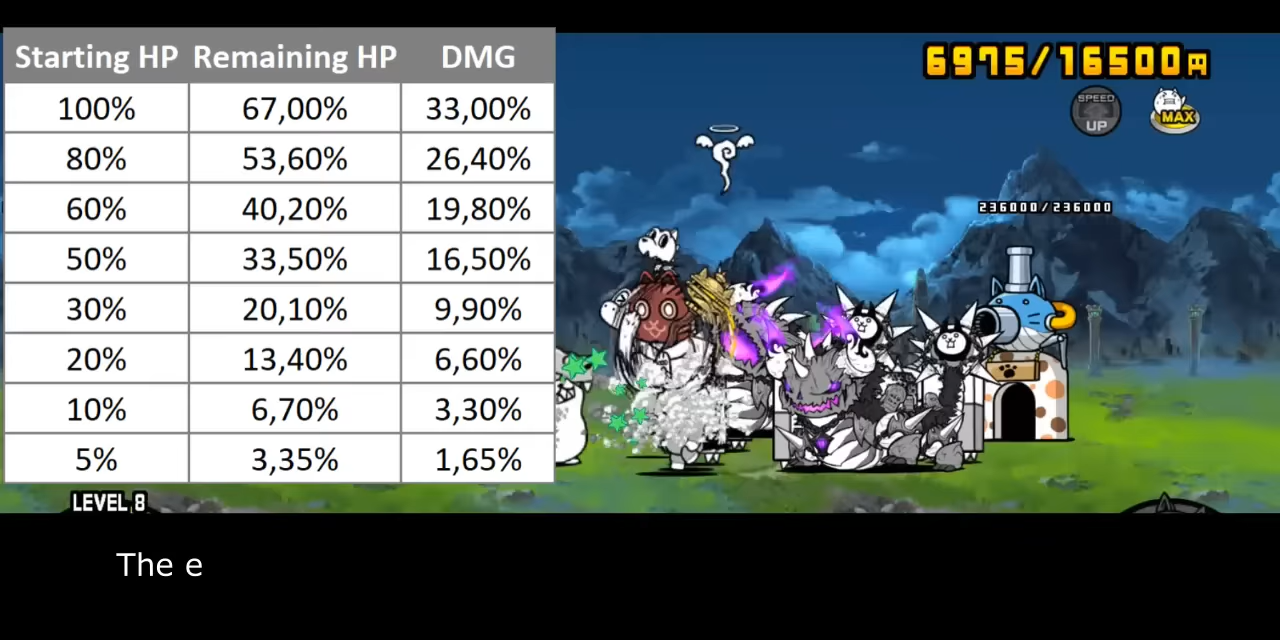 Starting HP Remaining HP DMG
100% 67,00% 33,00%
80% 53,60% 26,40%
60% 40,20% 19,80%
50% 33,50% 16,50%
30% 20,10% 9,90%
20% 13,40% 6,60%
10% 6,70% 3,30%
5% 3,35% 1,65%
6975/16500円
SPEED
UP
MAX
236000/236000
LEVEL 8
The e